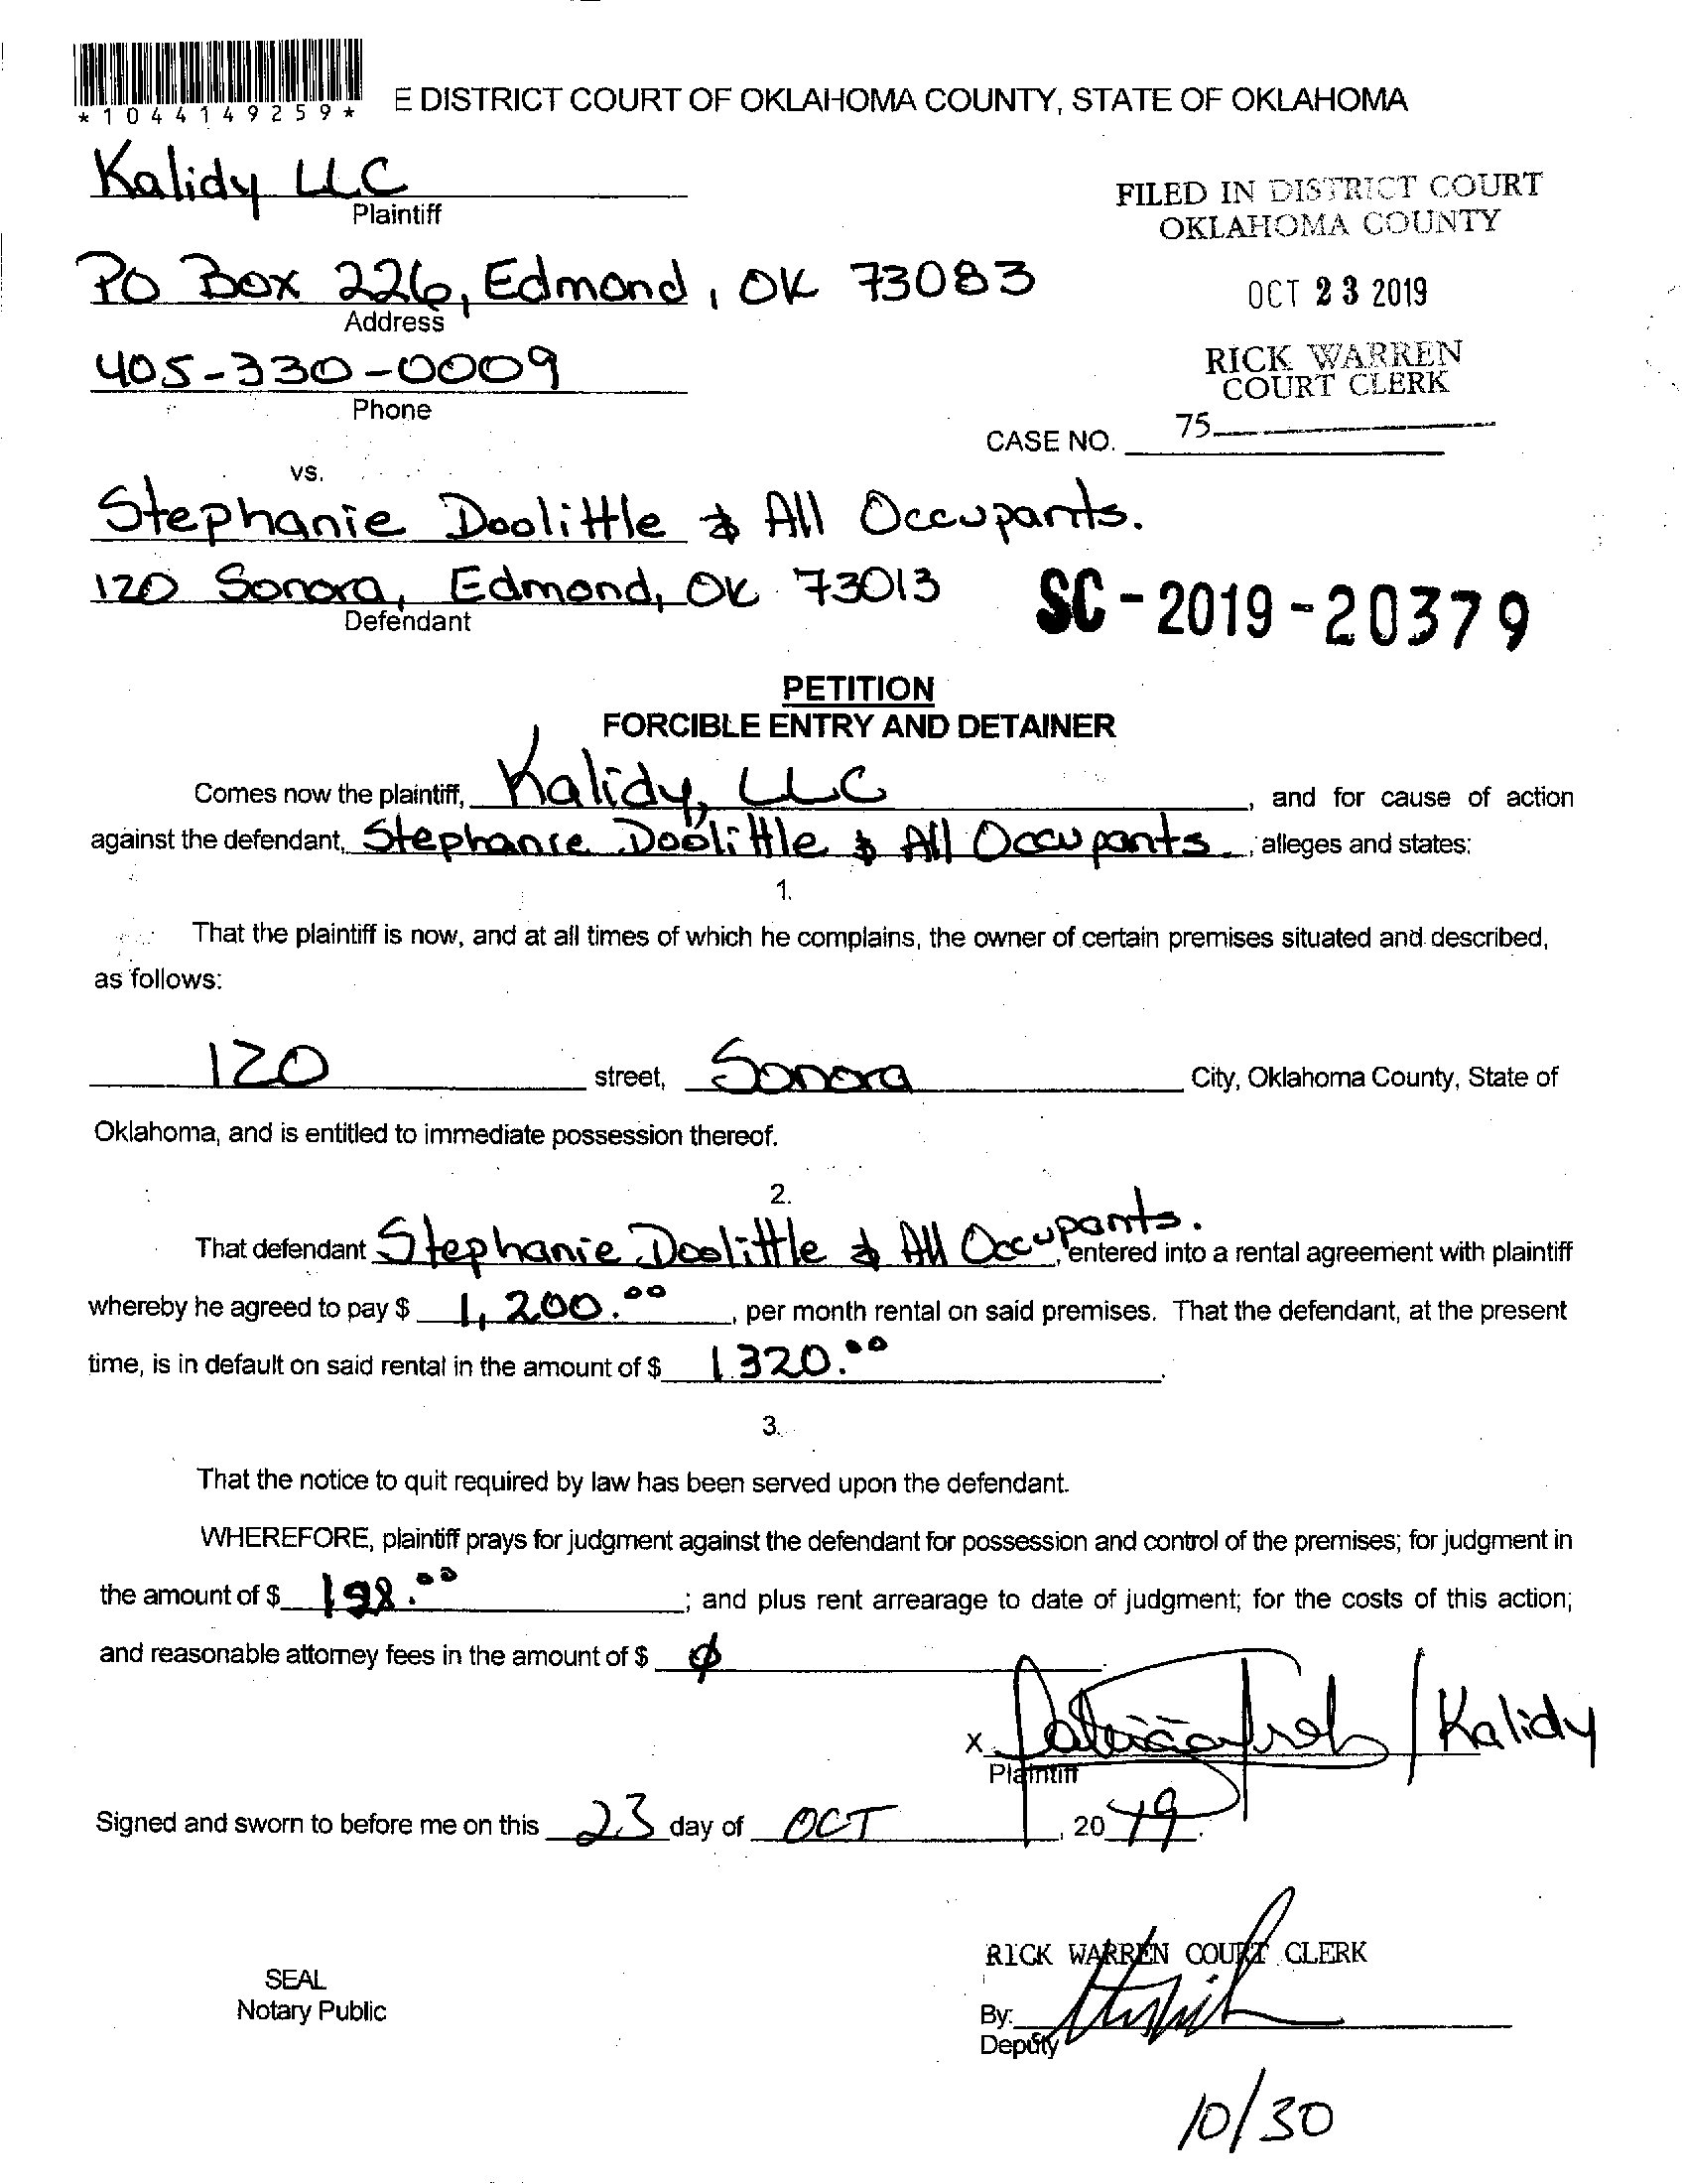 *1044149259*
E DISTRICT COURT OF OKLAHOMA COUNTY, STATE OF OKLAHOMA
Kalidy LLC
Plaintiff
FILED IN DISTRICT COURT
OKLAHOMA COUNTY
PO Box 226, Edmond, OK 73083
Address
OCT 23 2019
405-330-0009
Phone
RICK WARREN
COURT CLERK
75
CASE NO.
vs.
Stephanie Doolittle & All Occupants.
120 Sonora, Edmond, OK 73013
Defendant
SC-2019-20379
PETITION
FORCIBLE ENTRY AND DETAINER
Comes now the plaintiff, Kalidy, LLC, and for cause of action
against the defendant, Stephanie Doolittle & All Occupants, alleges and states:
1.
That the plaintiff is now, and at all times of which he complains, the owner of certain premises situated and described,
as follows:
120 street, Sonora City, Oklahoma County, State of
Oklahoma, and is entitled to immediate possession thereof.
2.
That defendant Stephanie Doolittle & All Occupants., entered into a rental agreement with plaintiff
whereby he agreed to pay $ 1,200.00, per month rental on said premises. That the defendant, at the present
time, is in default on said rental in the amount of $ 1320.00.
3.
That the notice to quit required by law has been served upon the defendant.
WHEREFORE, plaintiff prays for judgment against the defendant for possession and control of the premises; for judgment in
the amount of $ 198.00; and plus rent arrearage to date of judgment; for the costs of this action;
and reasonable attorney fees in the amount of $ ϕ
X / Kalidy
Plaintiff
Signed and sworn to before me on this 23 day of OCT, 2019.
RICK WARREN COURT CLERK
SEAL
Notary Public
By:
Deputy
10/30